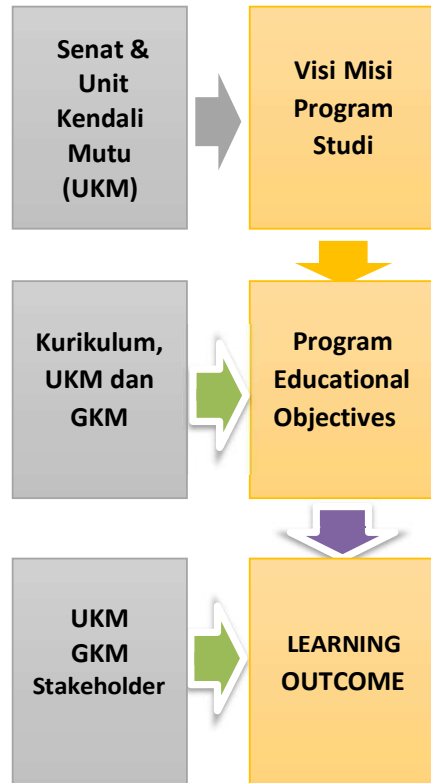 Senat &
Unit
Kendali
Mutu
(UKM)
Visi Misi
Program
Studi
Kurikulum,
UKM dan
GKM
Program
Educational
Objectives
UKM
GKM
Stakeholder
LEARNING
OUTCOME